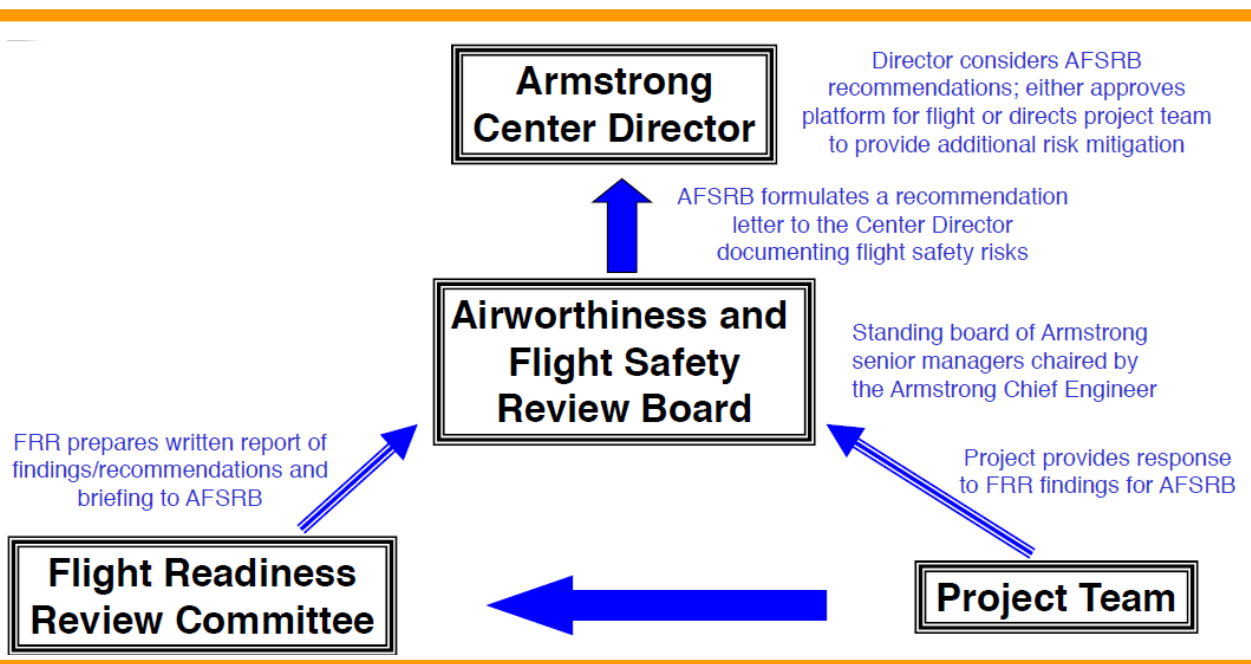 Armstrong
Center Director
Director considers AFSRB
recommendations; either approves
platform for flight or directs project team
to provide additional risk mitigation
AFSRB formulates a recommendation
letter to the Center Director
documenting flight safety risks
Airworthiness and
Flight Safety
Review Board
Standing board of Armstrong
senior managers chaired by
the Armstrong Chief Engineer
FRR prepares written report of
findings/recommendations and
briefing to AFSRB
Project provides response
to FRR findings for AFSRB
Flight Readiness
Review Committee
Project Team